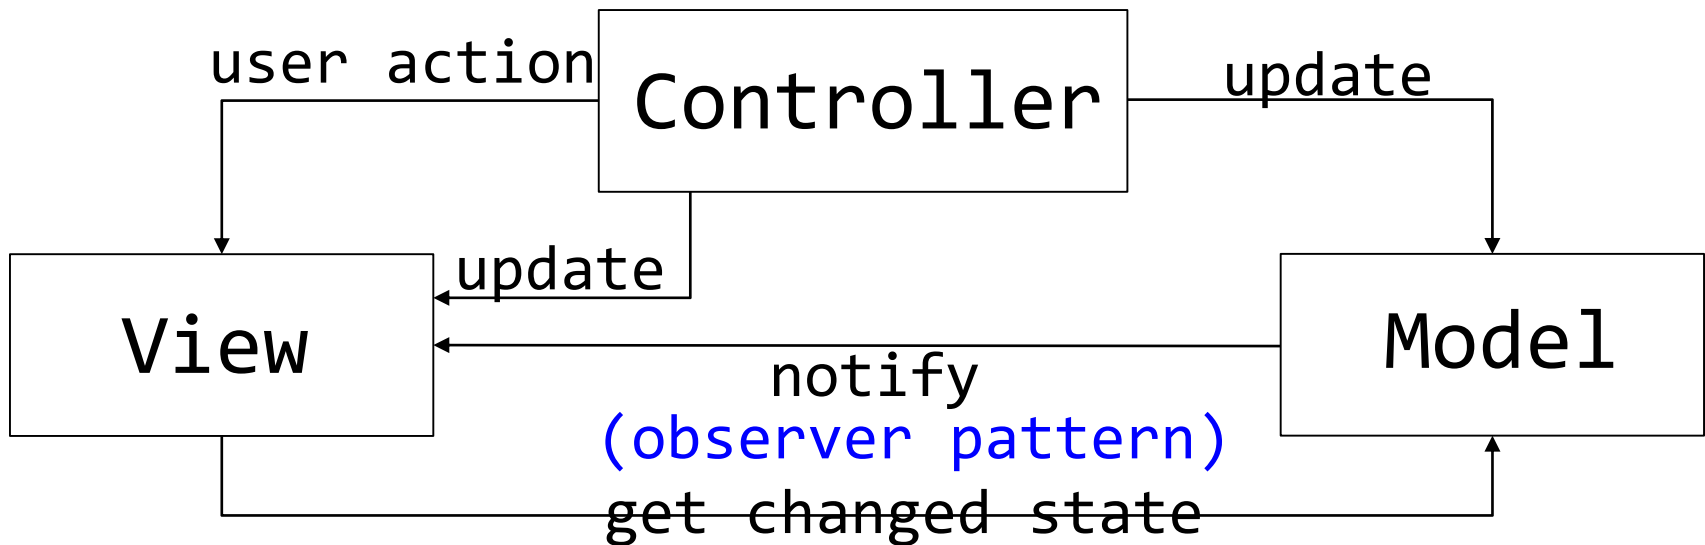 user action
Controller
update
update
View
Model
notify
(observer pattern)
get changed state